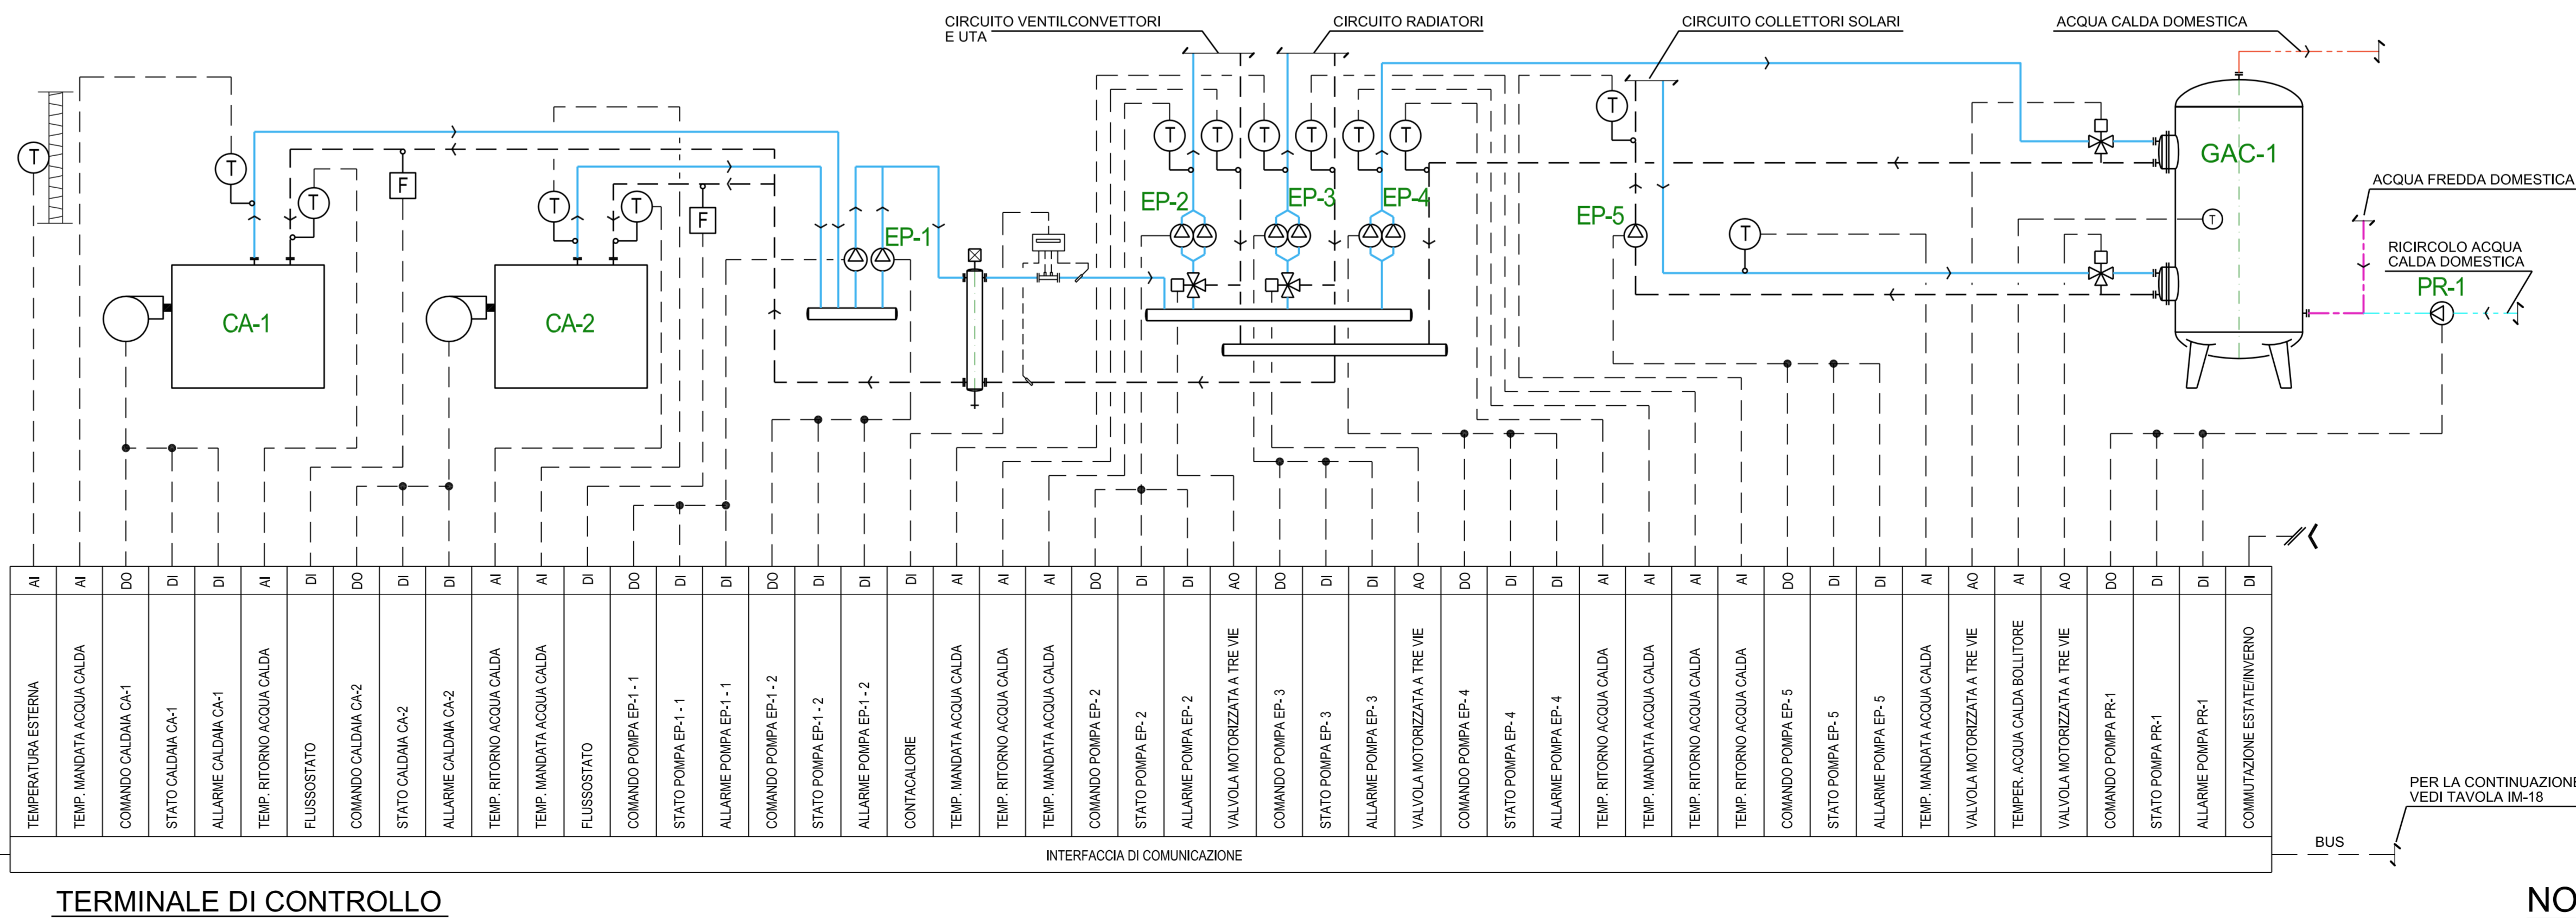 CIRCUITO VENTILCONVETTORI
E UTA
CIRCUITO RADIATORI
CIRCUITO COLLETTORI SOLARI
ACQUA CALDA DOMESTICA
T
T
T
T
T
F
F
T
T
T
T
T
T
T
T
T
T
T
GAC-1
ACQUA FREDDA DOMESTICA
RICIRCOLO ACQUA
CALDA DOMESTICA
PR-1
EP-1
EP-2
EP-3
EP-4
EP-5
CA-1
CA-2
AI
AI
DO
DI
DI
AI
DI
DO
DI
DI
AI
AI
DI
DO
DI
DI
DO
DI
DI
DI
AI
AI
AI
DO
DI
DI
AO
DO
DI
DI
AO
DO
DI
DI
AI
AI
AI
AI
DO
DI
DI
AI
AO
AI
AO
DO
DI
DI
DI
TEMPERATURA ESTERNA
TEMP. MANDATA ACQUA CALDA
COMANDO CALDAIA CA-1
STATO CALDAIA CA-1
ALLARME CALDAIA CA-1
TEMP. RITORNO ACQUA CALDA
FLUSSOSTATO
COMANDO CALDAIA CA-2
STATO CALDAIA CA-2
ALLARME CALDAIA CA-2
TEMP. RITORNO ACQUA CALDA
TEMP. MANDATA ACQUA CALDA
FLUSSOSTATO
COMANDO POMPA EP-1 - 1
STATO POMPA EP-1 - 1
ALLARME POMPA EP-1 - 1
COMANDO POMPA EP-1 - 2
STATO POMPA EP-1 - 2
ALLARME POMPA EP-1 - 2
CONTACALORIE
TEMP. MANDATA ACQUA CALDA
TEMP. RITORNO ACQUA CALDA
TEMP. MANDATA ACQUA CALDA
COMANDO POMPA EP- 2
STATO POMPA EP- 2
ALLARME POMPA EP- 2
VALVOLA MOTORIZZATA A TRE VIE
COMANDO POMPA EP- 3
STATO POMPA EP- 3
ALLARME POMPA EP- 3
VALVOLA MOTORIZZATA A TRE VIE
COMANDO POMPA EP- 4
STATO POMPA EP- 4
ALLARME POMPA EP- 4
TEMP. RITORNO ACQUA CALDA
TEMP. MANDATA ACQUA CALDA
TEMP. RITORNO ACQUA CALDA
TEMP. RITORNO ACQUA CALDA
COMANDO POMPA EP- 5
STATO POMPA EP- 5
ALLARME POMPA EP- 5
TEMP. MANDATA ACQUA CALDA
VALVOLA MOTORIZZATA A TRE VIE
TEMPER. ACQUA CALDA BOLLITORE
VALVOLA MOTORIZZATA A TRE VIE
COMANDO POMPA PR-1
STATO POMPA PR-1
ALLARME POMPA PR-1
COMMUTAZIONE ESTATE/INVERNO
PER LA CONTINUAZIONE
VEDI TAVOLA IM-18
INTERFACCIA DI COMUNICAZIONE
BUS
TERMINALE DI CONTROLLO
NO